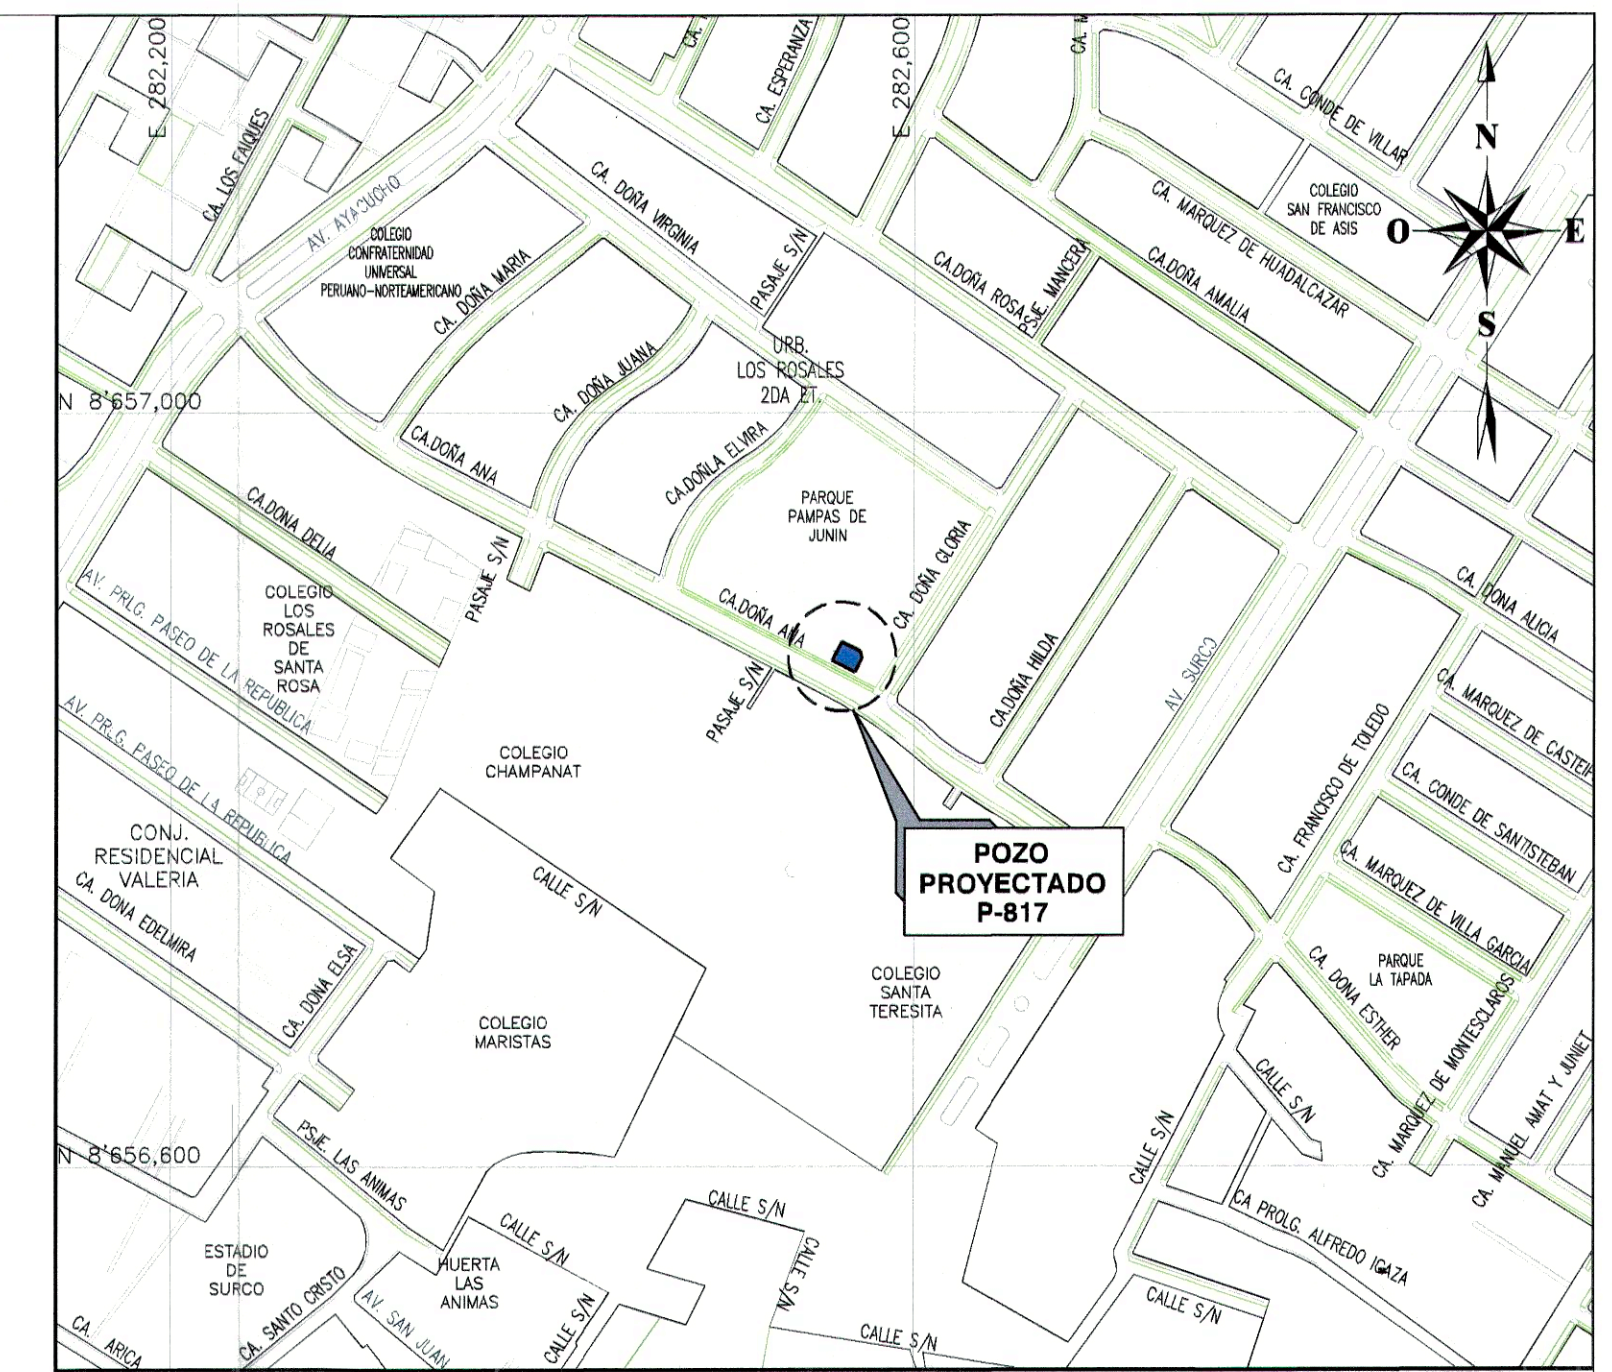 E 282,200
E 282,600
CA. ESPERANZA
CA. CONDE DE VILLAR
CA. LOS FAIQUES
AV. AYACUCHO
CA. DOÑA VIRGINIA
N
O
E
S
COLEGIO
SAN FRANCISCO
DE ASIS
CA. MARQUEZ DE HUADALCAZAR
COLEGIO
CONFRATERNIDAD
UNIVERSAL
PERUANO-NORTEAMERICANO
CA. DOÑA MARIA
PASAJE S/N
CA.DOÑA ROSA
PSJE. MANCERA
CA.DOÑA AMALIA
URB.
LOS ROSALES
2DA ET.
CA. DOÑA JUANA
N 8'657,000
CA.DOÑA ANA
CA.DOÑLA ELVIRA
PARQUE
PAMPAS DE
JUNIN
CA. DOÑA GLORIA
CA.DONA DELIA
PASAJE S/N
AV. PRLG. PASEO DE LA REPUBLICA
COLEGIO
LOS
ROSALES
DE
SANTA
ROSA
CA.DOÑA ANA
CA. DONA ALICIA
PASAJE S/N
CA.DOÑA HILDA
AV SURCO
CA. MARQUEZ DE CASTELF
AV. PRLG. PASEO DE LA REPUBLICA
COLEGIO
CHAMPANAT
CA. FRANCISCO DE TOLEDO
CA. CONDE DE SANTISTEBAN
CONJ.
RESIDENCIAL
VALERIA
CA. DONA EDELMIRA
CALLE S/N
POZO
PROYECTADO
P-817
CA. MARQUEZ DE VILLA GARCIA
CA. DONA ELSA
COLEGIO
SANTA
TERESITA
PARQUE
LA TAPADA
CA. DONA ESTHER
COLEGIO
MARISTAS
CA. MARQUEZ DE MONTESCLAROS
CA. MANUEL AMAT Y JUNIET
CALLE S/N
CALLE S/N
N 8'656,600
PSJE. LAS ANIMAS
CALLE S/N
CALLE S/N
CALLE S/N
CA PROLG. ALFREDO IGAZA
ESTADIO
DE
SURCO
HUERTA
LAS
ANIMAS
CA. SANTO CRISTO
AV. SAN JUAN
CALLE S/N
CALLE S/N
CALLE S/N
CA. ARICA